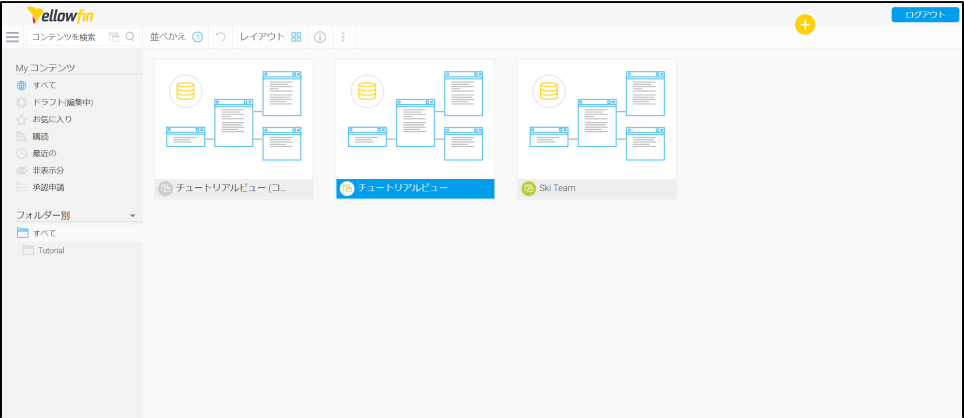 Yellowfin
ログアウト
コンテンツを検索 並べかえ レイアウト
My コンテンツ
すべて
ドラフト(編集中)
お気に入り
購読
最近の
非表示分
承認申請
フォルダー別
すべて
Tutorial
チュートリアルビュー (コ...
チュートリアルビュー
Ski Team